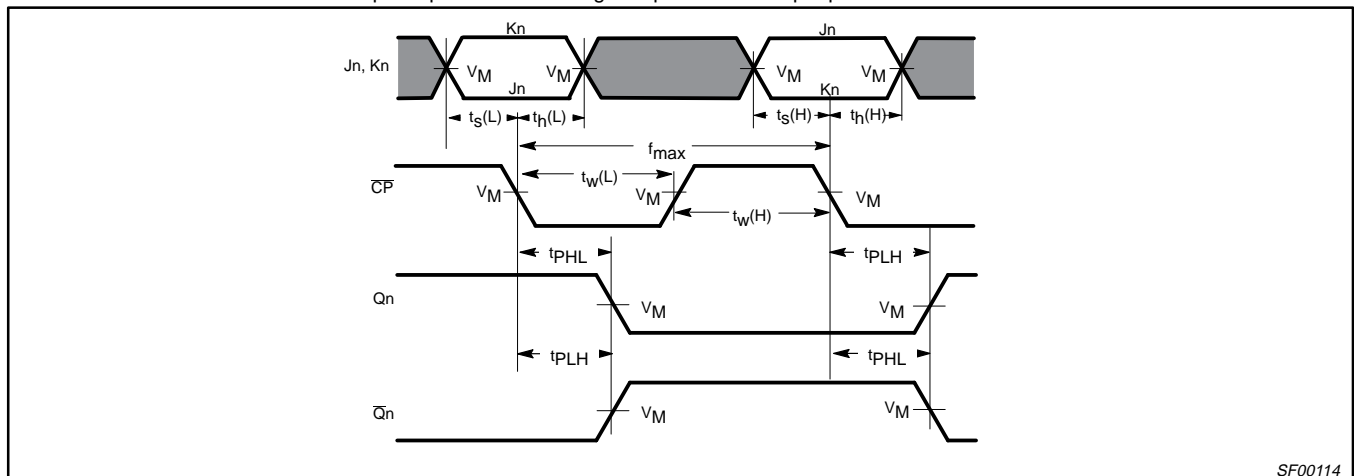 Kn Jn
Jn, Kn VM VM VM VM
Jn Kn
ts(L) th(L) ts(H) th(H)
fmax
CP VM tw(L) VM VM
tw(H)
tPHL tPLH
Qn VM VM
tPLH tPHL
Qn VM VM
SF00114